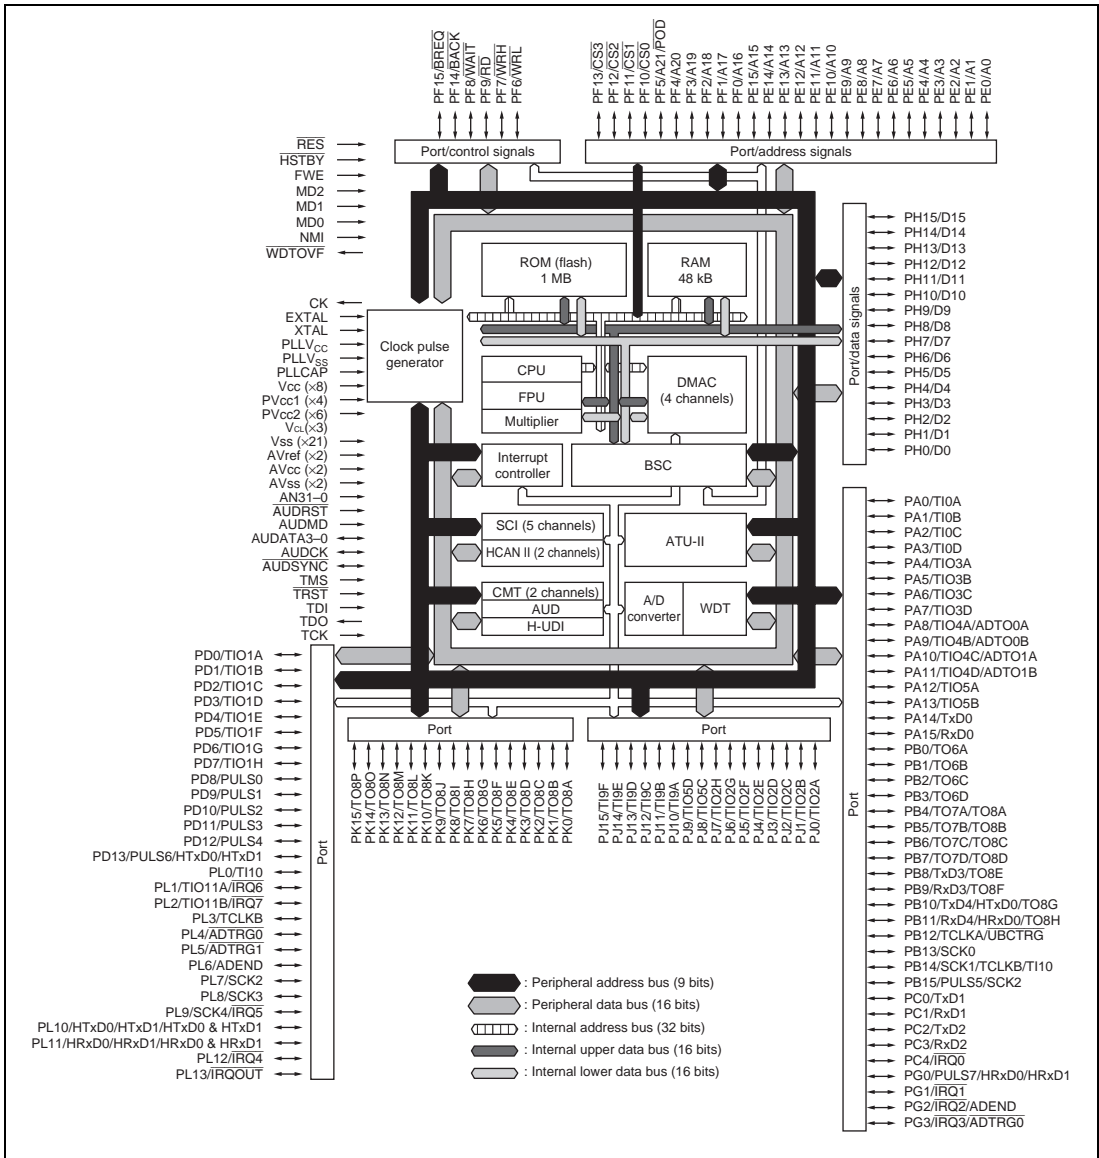 PF15/BREQ
PF14/BACK
PF8/WAIT
PF9/RD
PF7/WRH
PF6/WRL
PF13/CS3
PF12/CS2
PF11/CS1
PF10/CS0
PF5/A21/POD
PF4/A20
PF3/A19
PF2/A18
PF1/A17
PF0/A16
PE15/A15
PE14/A14
PE13/A13
PE12/A12
PE11/A11
PE10/A10
PE9/A9
PE8/A8
PE7/A7
PE6/A6
PE5/A5
PE4/A4
PE3/A3
PE2/A2
PE1/A1
PE0/A0
Port/control signals
Port/address signals
RES
HSTBY
FWE
MD2
MD1
MD0
NMI
WDTOVF
CK
EXTAL
XTAL
PLLVCC
PLLVSS
PLLCAP
Vcc (×8)
PVcc1 (×4)
PVcc2 (×6)
VCL(×3)
Vss (×21)
AVref (×2)
AVcc (×2)
AVss (×2)
AN31–0
AUDRST
AUDMD
AUDATA3–0
AUDCK
AUDSYNC
TMS
TRST
TDI
TDO
TCK
ROM (flash)
1 MB
RAM
48 kB
Clock pulse
generator
CPU
FPU
Multiplier
DMAC
(4 channels)
Interrupt
controller
BSC
SCI (5 channels)
HCAN II (2 channels)
ATU-II
CMT (2 channels)
AUD
H-UDI
A/D
converter
WDT
Port/data signals
PH15/D15
PH14/D14
PH13/D13
PH12/D12
PH11/D11
PH10/D10
PH9/D9
PH8/D8
PH7/D7
PH6/D6
PH5/D5
PH4/D4
PH3/D3
PH2/D2
PH1/D1
PH0/D0
PD0/TIO1A
PD1/TIO1B
PD2/TIO1C
PD3/TIO1D
PD4/TIO1E
PD5/TIO1F
PD6/TIO1G
PD7/TIO1H
PD8/PULS0
PD9/PULS1
PD10/PULS2
PD11/PULS3
PD12/PULS4
PD13/PULS6/HTxD0/HTxD1
PL0/TI10
PL1/TIO11A/IRQ6
PL2/TIO11B/IRQ7
PL3/TCLKB
PL4/ADTRG0
PL5/ADTRG1
PL6/ADEND
PL7/SCK2
PL8/SCK3
PL9/SCK4/IRQ5
PL10/HTxD0/HTxD1/HTxD0 & HTxD1
PL11/HRxD0/HRxD1/HRxD0 & HRxD1
PL12/IRQ4
PL13/IRQOUT
Port
Port
PK15/TO8P
PK14/TO8O
PK13/TO8N
PK12/TO8M
PK11/TO8L
PK10/TO8K
PK9/TO8J
PK8/TO8I
PK7/TO8H
PK6/TO8G
PK5/TO8F
PK4/TO8E
PK3/TO8D
PK2/TO8C
PK1/TO8B
PK0/TO8A
Port
PJ15/TI9F
PJ14/TI9E
PJ13/TI9D
PJ12/TI9C
PJ11/TI9B
PJ10/TI9A
PJ9/TIO5D
PJ8/TIO5C
PJ7/TIO2H
PJ6/TIO2G
PJ5/TIO2F
PJ4/TIO2E
PJ3/TIO2D
PJ2/TIO2C
PJ1/TIO2B
PJ0/TIO2A
Port
PA0/TI0A
PA1/TI0B
PA2/TI0C
PA3/TI0D
PA4/TIO3A
PA5/TIO3B
PA6/TIO3C
PA7/TIO3D
PA8/TIO4A/ADTO0A
PA9/TIO4B/ADTO0B
PA10/TIO4C/ADTO1A
PA11/TIO4D/ADTO1B
PA12/TIO5A
PA13/TIO5B
PA14/TxD0
PA15/RxD0
PB0/TO6A
PB1/TO6B
PB2/TO6C
PB3/TO6D
PB4/TO7A/TO8A
PB5/TO7B/TO8B
PB6/TO7C/TO8C
PB7/TO7D/TO8D
PB8/TxD3/TO8E
PB9/RxD3/TO8F
PB10/TxD4/HTxD0/TO8G
PB11/RxD4/HRxD0/TO8H
PB12/TCLKA/UBCTRG
PB13/SCK0
PB14/SCK1/TCLKB/TI10
PB15/PULS5/SCK2
PC0/TxD1
PC1/RxD1
PC2/TxD2
PC3/RxD2
PC4/IRQ0
PG0/PULS7/HRxD0/HRxD1
PG1/IRQ1
PG2/IRQ2/ADEND
PG3/IRQ3/ADTRG0
: Peripheral address bus (9 bits)
: Peripheral data bus (16 bits)
: Internal address bus (32 bits)
: Internal upper data bus (16 bits)
: Internal lower data bus (16 bits)